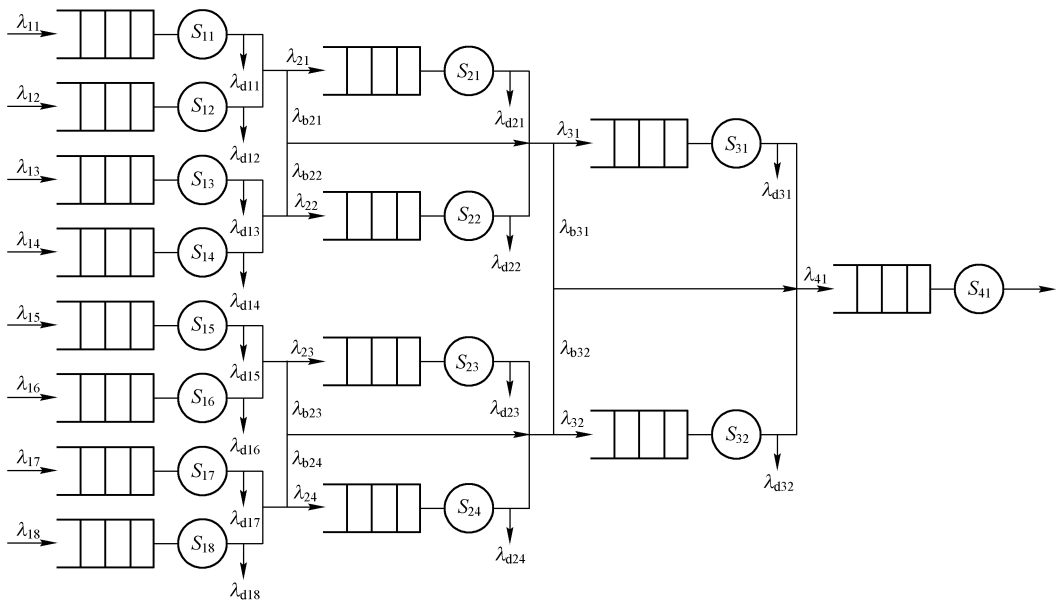 λ11 S11
λd11
λ12 S12
λd12
λ13 S13
λd13
λ14 S14
λd14
λ15 S15
λd15
λ16 S16
λd16
λ17 S17
λd17
λ18 S18
λd18
λ21 S21
λd21
λb21
λb22
λ22 S22
λd22
λ23 S23
λd23
λb23
λb24
λ24 S24
λd24
λ31 S31
λd31
λb31
λb32
λ32 S32
λd32
λ41 S41